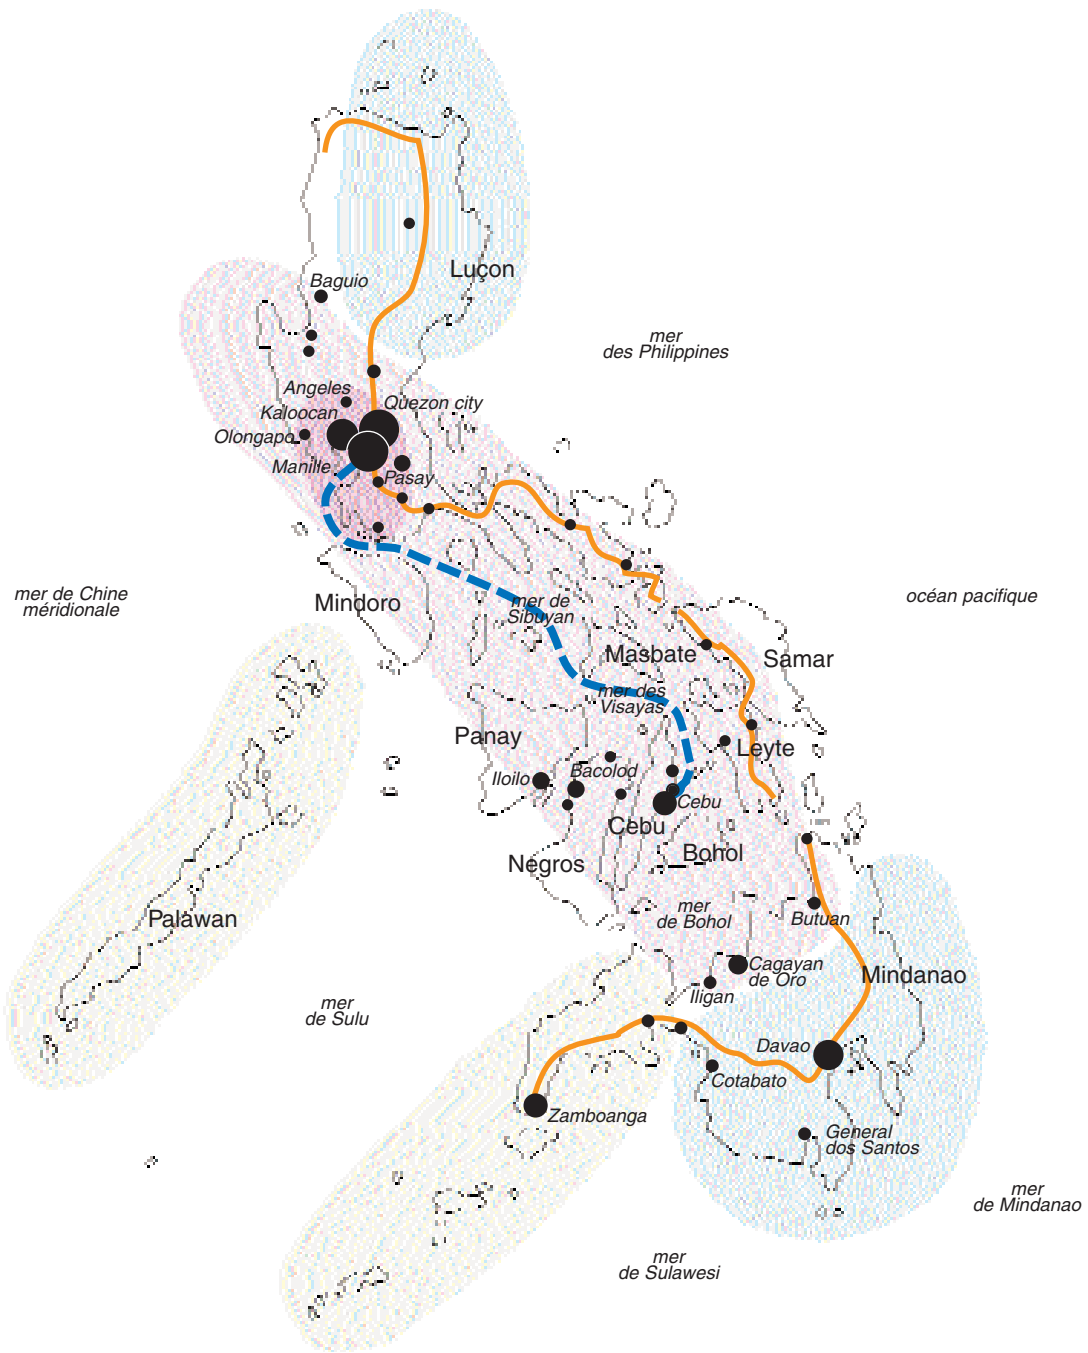 Luçon
Baguio
mer
des Philippines
Angeles
Quezon city
Kaloocan
Olongapo
Manille
Pasay
mer de Chine
méridionale
Mindoro
mer de
Sibuyan
océan pacifique
Masbate
Samar
mer des
Visayas
Panay
Leyte
Iloilo
Bacolod
Cebu
Cebu
Negros
Bohol
Palawan
mer
de Bohol
Butuan
Cagayan
de Oro
Mindanao
Iligan
mer
de Sulu
Davao
Cotabato
Zamboanga
General
dos Santos
mer
de Mindanao
mer
de Sulawesi